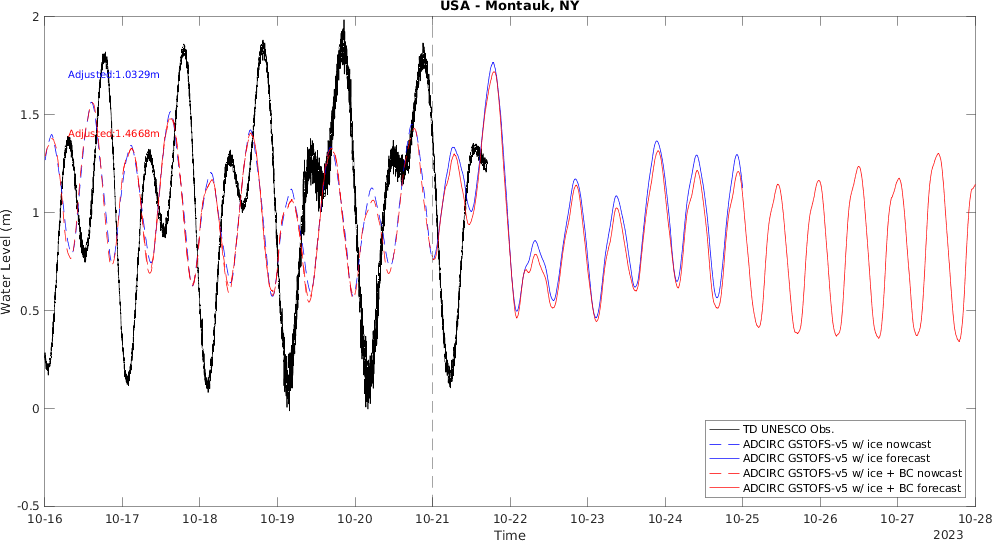 USA - Montauk, NY
2
1.5
1
0.5
0
-0.5
Water Level (m)
Adjusted:1.0329m
Adjusted:1.4668m
TD UNESCO Obs.
ADCIRC GSTOFS-v5 w/ ice nowcast
ADCIRC GSTOFS-v5 w/ ice forecast
ADCIRC GSTOFS-v5 w/ ice + BC nowcast
ADCIRC GSTOFS-v5 w/ ice + BC forecast
10-16 10-17 10-18 10-19 10-20 10-21 10-22 10-23 10-24 10-25 10-26 10-27 10-28
Time
2023